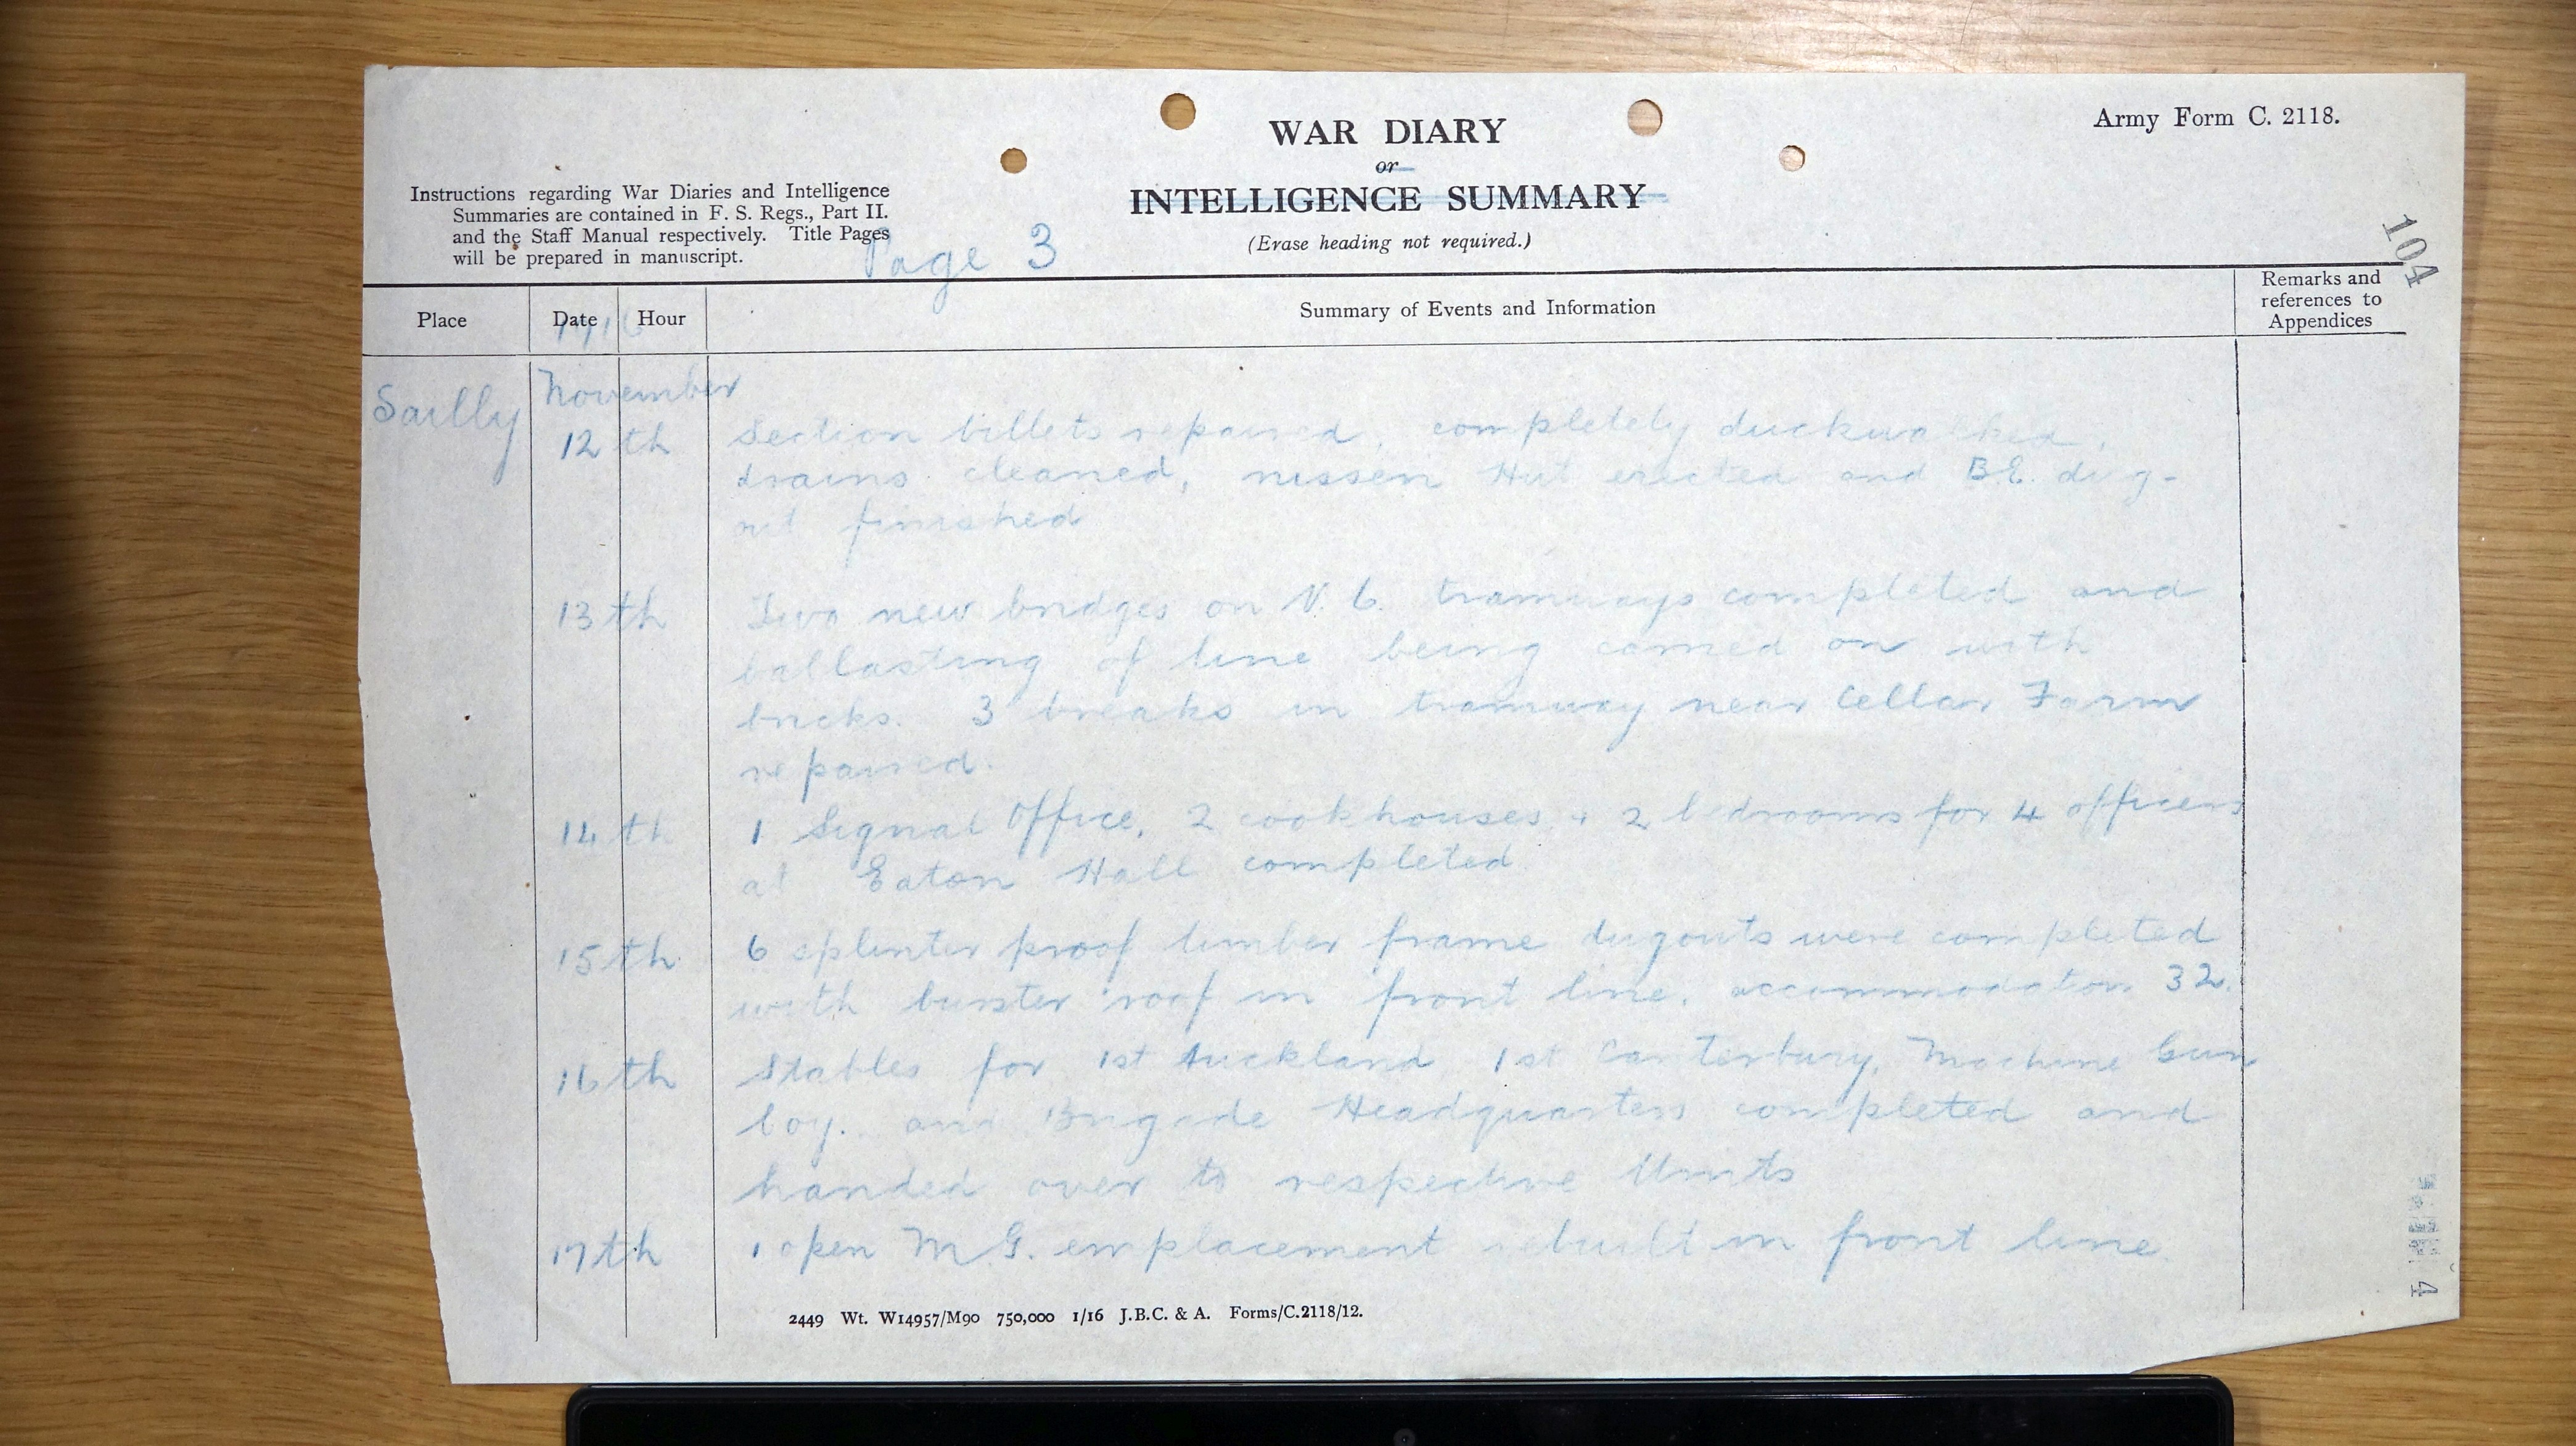 Army Form C. 2118.
WAR DIARY
or
INTELLIGENCE SUMMARY
(Erase heading not required.)
Instructions regarding War Diaries and Intelligence
Summaries are contained in F. S. Regs., Part II.
and the Staff Manual respectively. Title Pages
will be prepared in manuscript.
Page 3
104
Place Date Hour Summary of Events and Information Remarks and
references to
Appendices
1916
Sailly November
12th Section billets repaired, completely duckwalked,
drains cleaned, nissen Hut erected and B.E. dug-
out finished
13th Two new bridges on V.C. tramways completed and
ballasting of line being carried on with
bricks. 3 breaks in tramway near Cellar Farm
repaired.
14th 1 Signal Office, 2 cookhouses + 2 bedrooms for 4 officers
at Eaton Hall completed
15th 6 splinter proof timber frame dugouts were completed
with burster roof in front line, accommodation 32.
16th Stables for 1st Auckland, 1st Canterbury, Machine Gun
Coy. and Brigade Headquarters completed and
handed over to respective Units
17th 1 open M.G. emplacement rebuilt in front line
2449 Wt. W14957/M90 750,000 1/16 J.B.C. & A. Forms/C.2118/12.
4